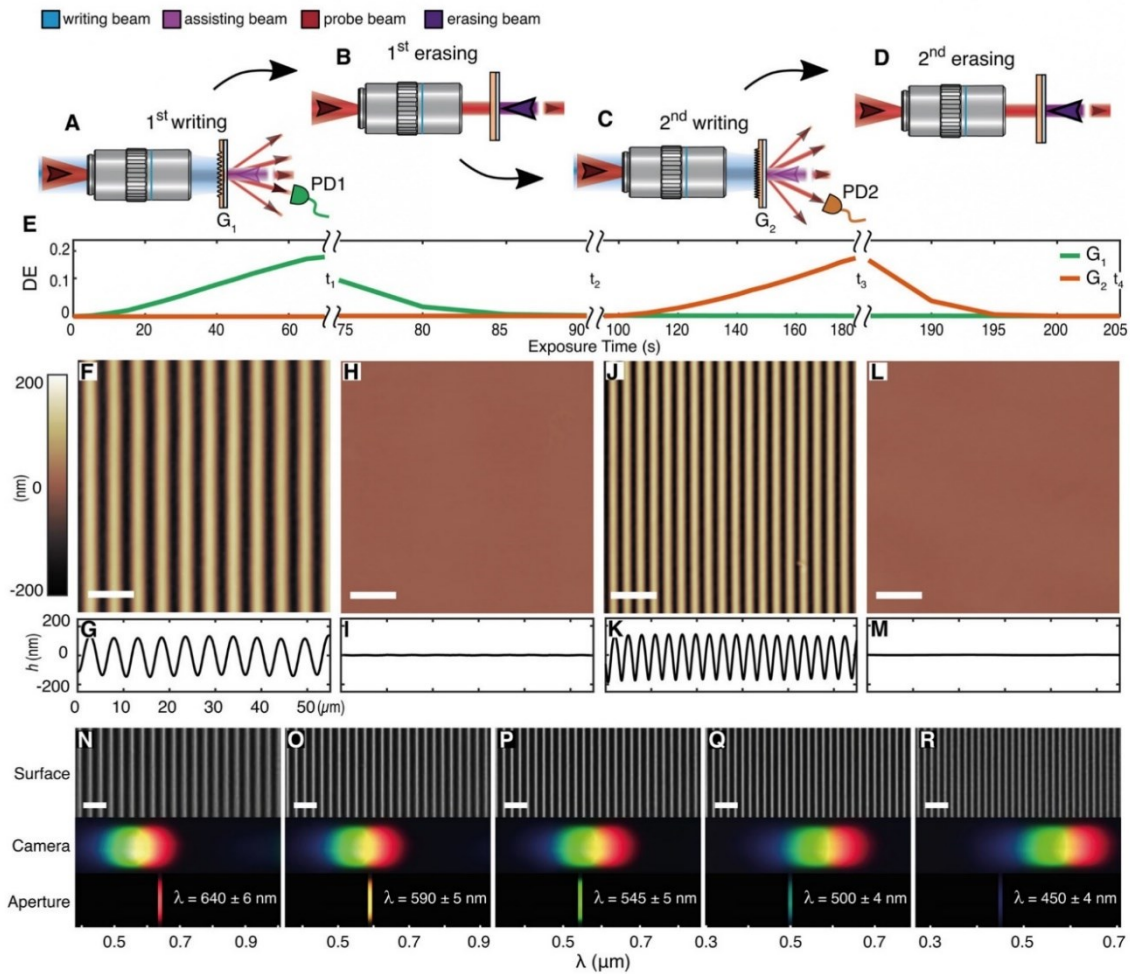 writing beam assisting beam probe beam erasing beam
B 1st erasing
D 2nd erasing
A 1st writing
C 2nd writing
PD1
PD2
G1
G2
E
DE
0.2
0.1
0
t1
t2
t3
t4
G1
G2
0 20 40 60 75 80 85 90 100 120 140 160 180 190 195 200 205
Exposure Time (s)
F H J L
200
0
-200
(nm)
G I K M
h (nm)
200
0
-200
0 10 20 30 40 50 (μm)
N O P Q R
Surface
Camera
Aperture
λ = 640 ± 6 nm λ = 590 ± 5 nm λ = 545 ± 5 nm λ = 500 ± 4 nm λ = 450 ± 4 nm
0.5 0.7 0.5 0.7 0.9 0.5 0.7 0.9 0.3 0.5 0.7 0.3 0.5 0.7
λ (μm)